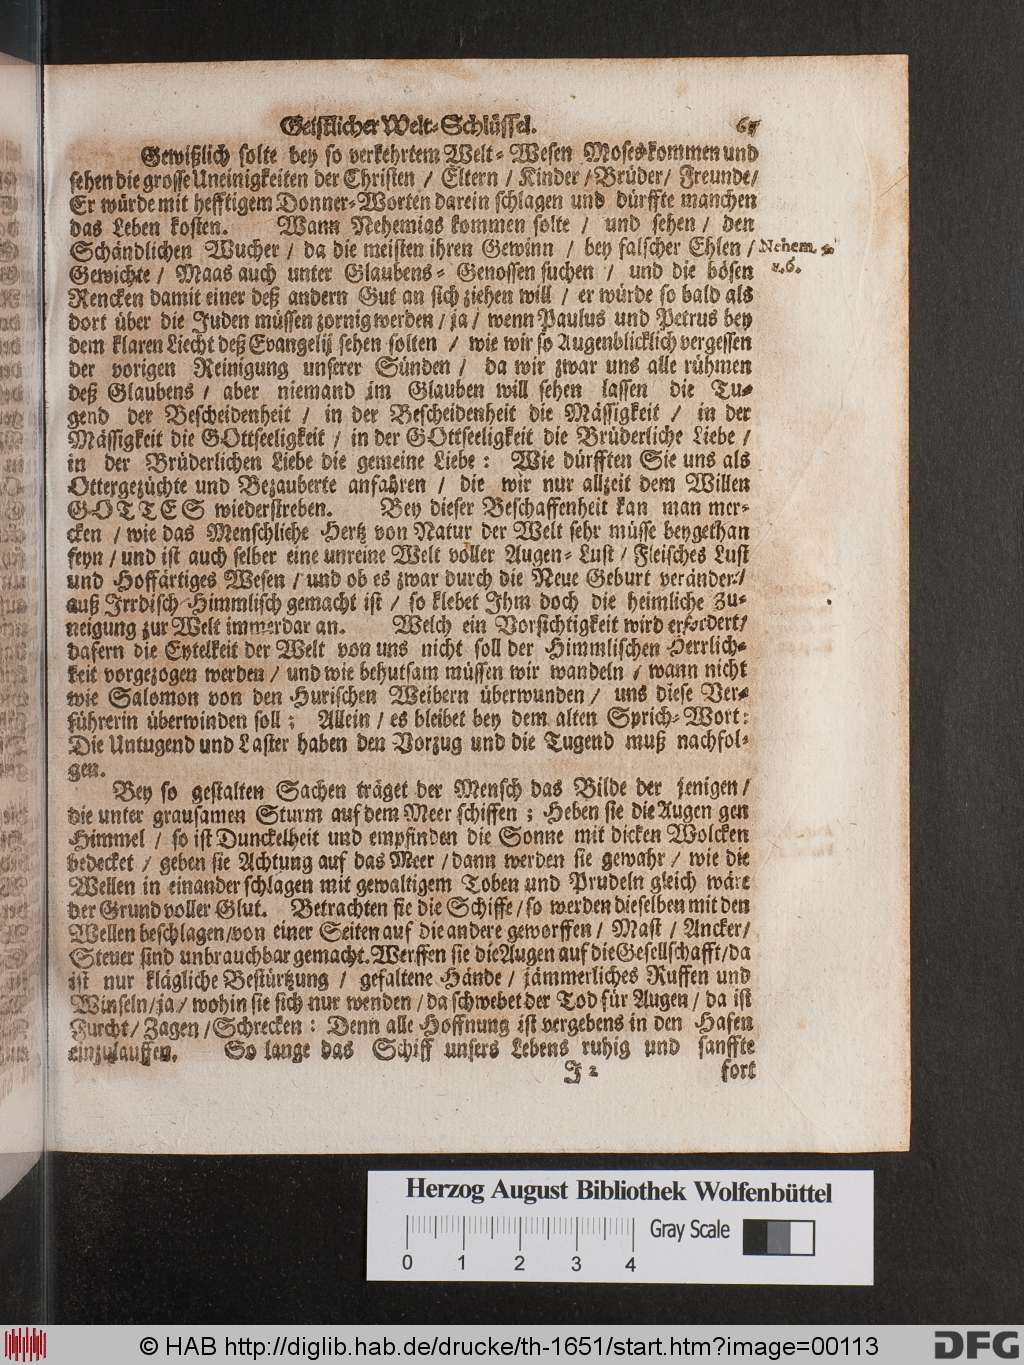 Geistlicher Welt-Schlüssel. 67
Gewißlich solte bey so verkehrtem Welt-Wesen Moses kommen und
sehen die grosse Uneinigkeiten der Christen / Eltern / Kinder / Brüder / Freunde /
Er würde mit hefftigem Donner-Worten darein schlagen und dürffte manchen
das Leben kosten. Wann Nehemias kommen solte / und sehen / den
Schändlichen Wucher / da die meisten ihren Gewinn / bey falscher Ehlen /
Nehem. 5.
v. 6.
Gewichte / Maas auch unter Glaubens-Genossen suchen / und die bösen
Rencken damit einer deß andern Gut an sich ziehen will / er würde so bald als
dort über die Juden müssen zornig werden / ja / wenn Paulus und Petrus bey
dem klaren Liecht deß Evangelij sehen solten / wie wir so Augenblicklich vergessen
der vorigen Reinigung unserer Sünden / da wir zwar uns alle rühmen
deß Glaubens / aber niemand im Glauben will sehen lassen die Tu-
gend der Bescheidenheit / in der Bescheidenheit die Mässigkeit / in der
Mässigkeit die GOttseeligkeit / in der GOttseeligkeit die Brüderliche Liebe /
in der Brüderlichen Liebe die gemeine Liebe : Wie dürfften Sie uns als
Ottergezüchte und Bezauberte anfahren / die wir nur allzeit dem Willen
GOTTES wiederstreben. Bey dieser Beschaffenheit kan man mer-
cken / wie das Menschliche Hertz von Natur der Welt sehr müsse beygethan
seyn / und ist auch selber eine unreine Welt voller Augen-Lust / Fleisches Lust
und Hoffärtiges Wesen / und ob es zwar durch die Neue Geburt verändert /
auß Irrdisch Himmlisch gemacht ist / so klebet Ihm doch die heimliche Zu-
neigung zur Welt immerdar an. Welch ein Vorsichtigkeit wird erfordert /
dafern die Eytelkeit der Welt von uns nicht soll der Himmlischen Herrlich-
keit vorgezogen werden / und wie behutsam müssen wir wandeln / wann nicht
wie Salomon von den Hurischen Weibern überwunden / uns diese Ver-
führerin überwinden soll ; Allein / es bleibet bey dem alten Sprich-Wort :
Die Untugend und Laster haben den Vorzug und die Tugend muß nachfol-
gen.
Bey so gestalten Sachen träget der Mensch das Bilde der jenigen /
die unter grausamen Sturm auf dem Meer schiffen ; Heben sie die Augen gen
Himmel / so ist Dunckelheit und empfinden die Sonne mit dicken Wolcken
bedecket / geben sie Achtung auf das Meer / dann werden sie gewahr / wie die
Wellen in einander schlagen mit gewaltigem Toben und Prudeln gleich wäre
der Grund voller Glut. Betrachten sie die Schiffe / so werden dieselben mit den
Wellen beschlagen / von einer Seiten auf die andere geworffen / Mast / Ancker /
Steuer sind unbrauchbar gemacht. Werffen sie die Augen auf die Gesellschafft / da
ist nur klägliche Bestürtzung / gefaltene Hände / jämmerliches Ruffen und
Winseln / ja / wohin sie sich nur wenden / da schwebet der Tod für Augen / da ist
Furcht / Zagen / Schrecken : Denn alle Hoffnung ist vergebens in den Hafen
einzulauffen. So lange das Schiff unsers Lebens ruhig und sanffte
I 2 fort
Herzog August Bibliothek Wolfenbüttel
Gray Scale
0 1 2 3 4
© HAB http://diglib.hab.de/drucke/th-1651/start.htm?image=00113
DFG